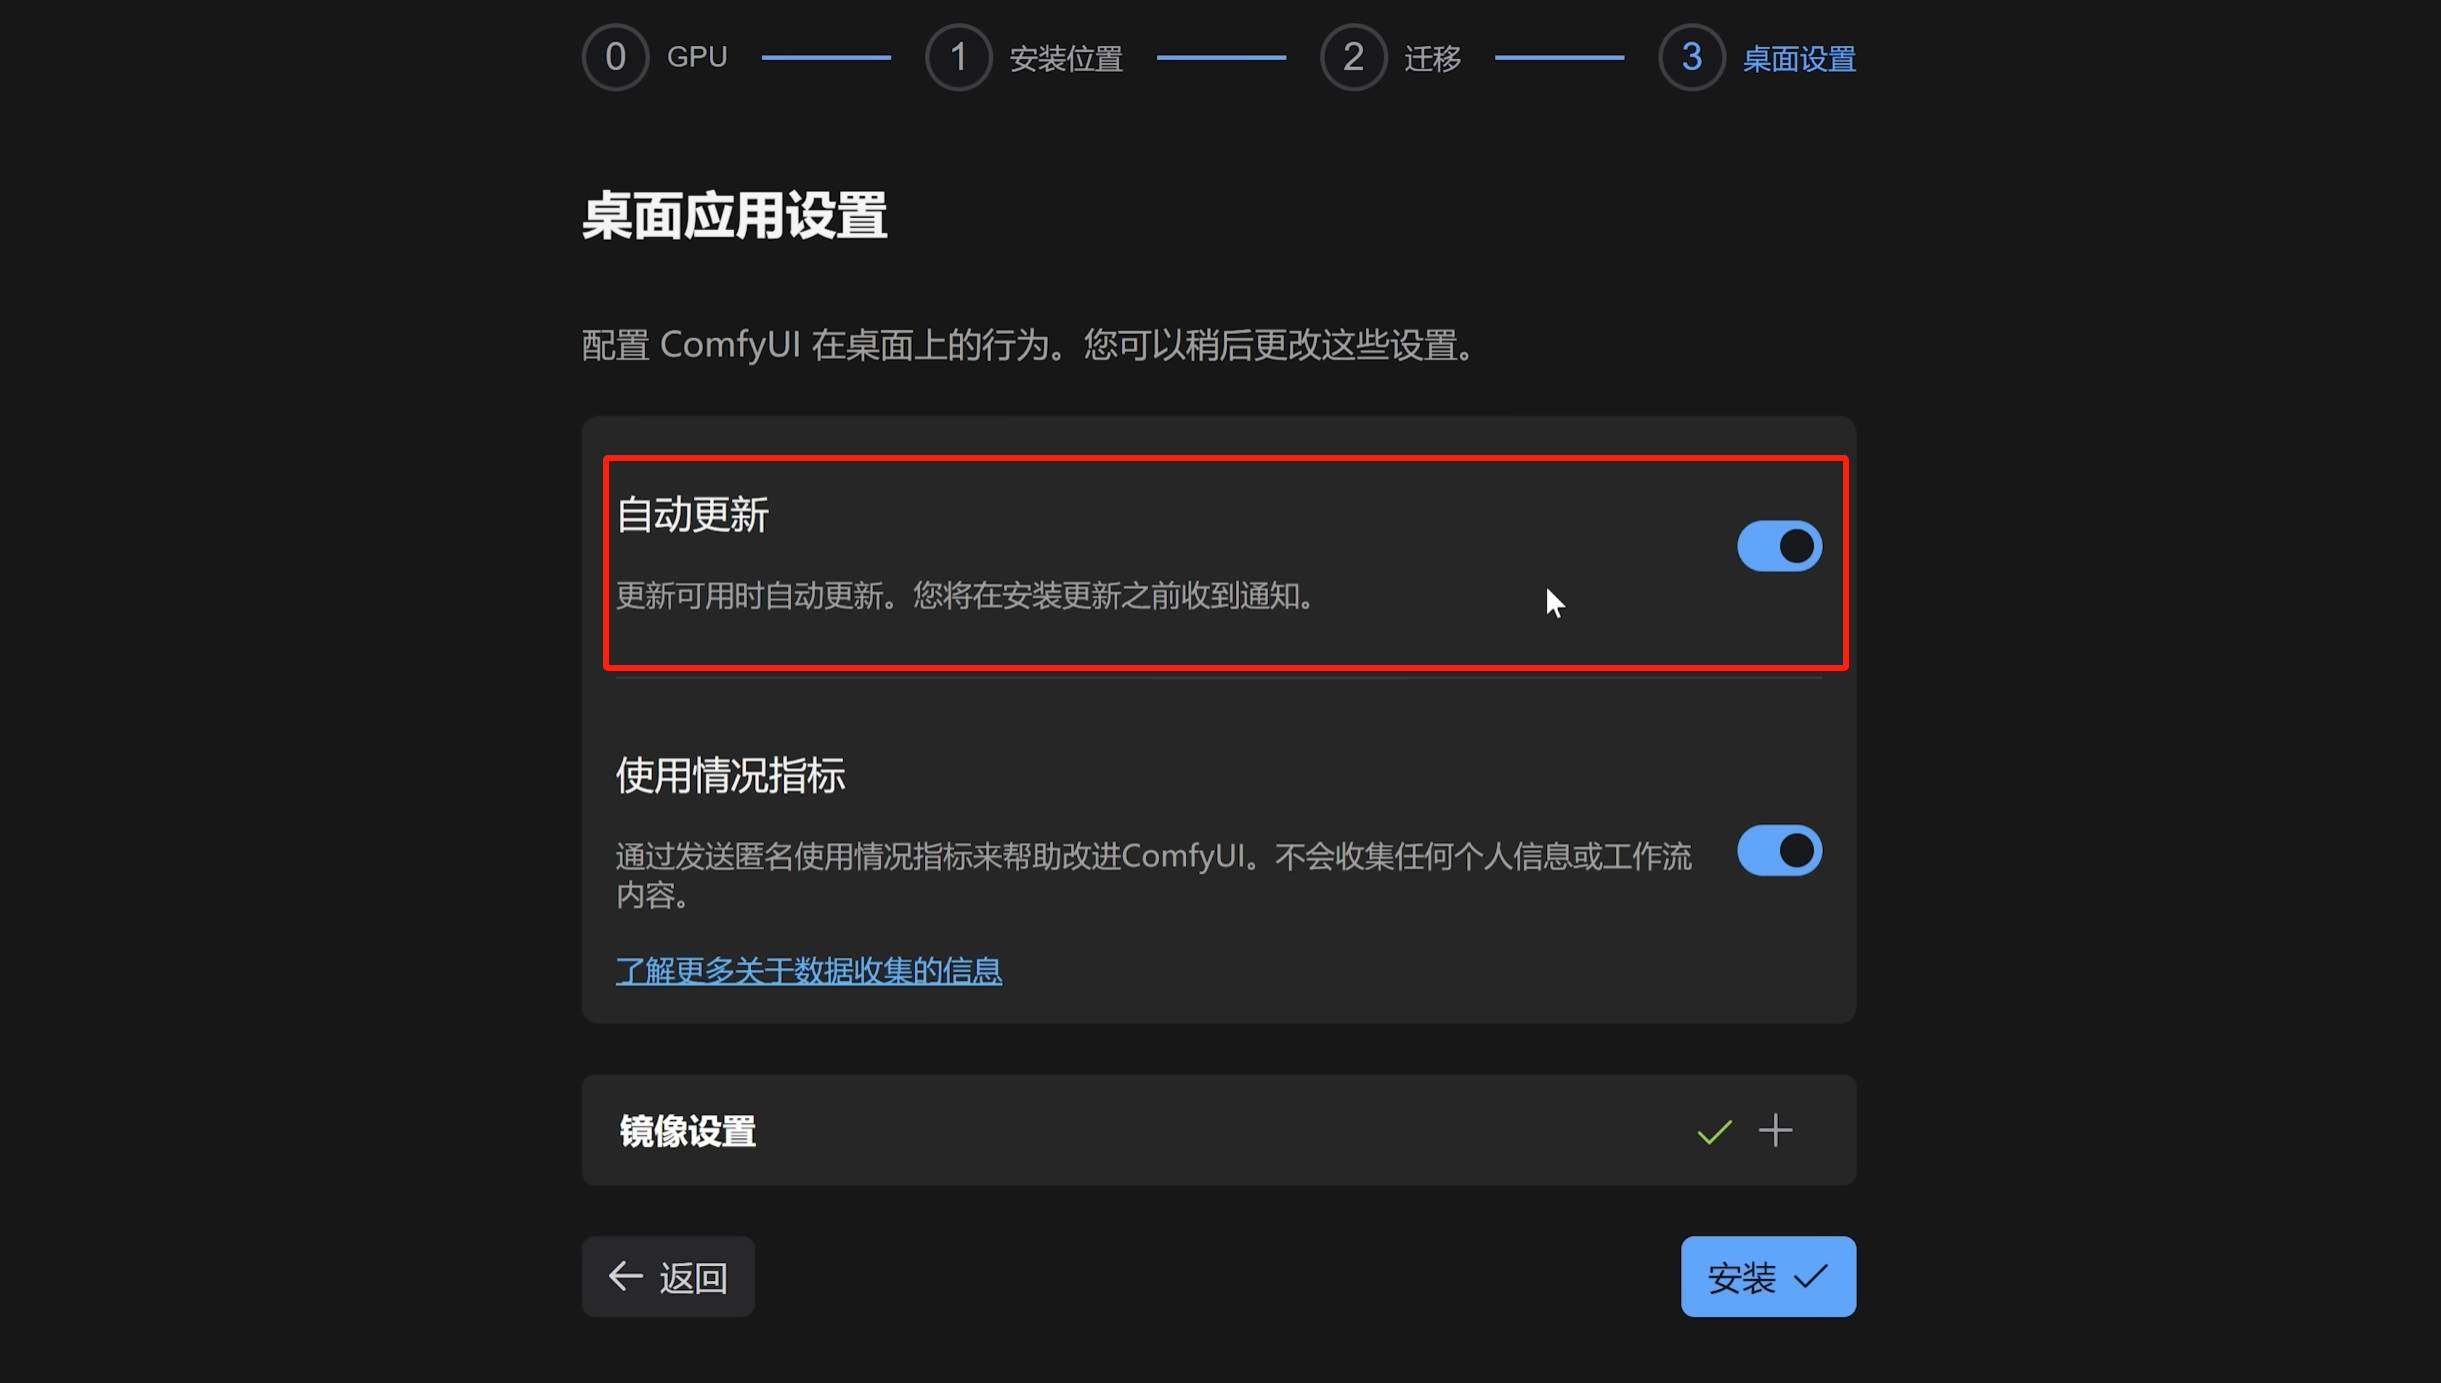 0 GPU 1 安装位置 2 迁移 3 桌面设置
桌面应用设置
配置 ComfyUI 在桌面上的行为。您可以稍后更改这些设置。
自动更新
更新可用时自动更新。您将在安装更新之前收到通知。
使用情况指标
通过发送匿名使用情况指标来帮助改进ComfyUI。不会收集任何个人信息或工作流
内容。
了解更多关于数据收集的信息
镜像设置
返回 安装